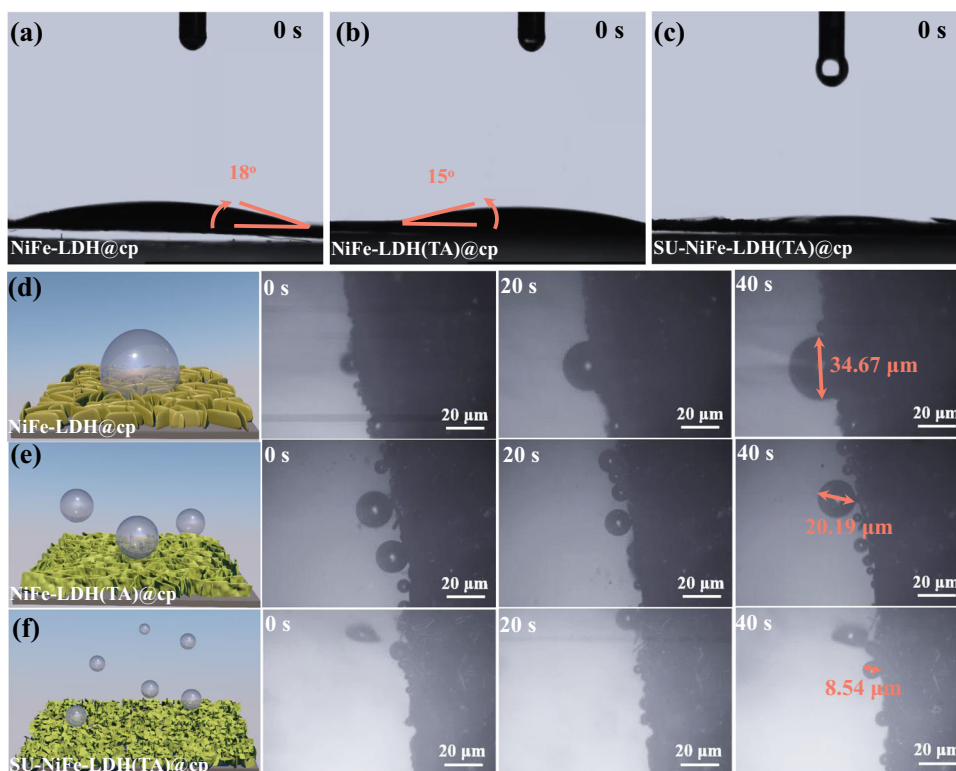 (a)
0 s
18°
NiFe-LDH@cp
(b)
0 s
15°
NiFe-LDH(TA)@cp
(c)
0 s
SU-NiFe-LDH(TA)@cp
(d)
NiFe-LDH@cp
0 s
20 μm
20 s
20 μm
40 s
34.67 μm
20 μm
(e)
NiFe-LDH(TA)@cp
0 s
20 μm
20 s
20 μm
40 s
20.19 μm
20 μm
(f)
SU-NiFe-LDH(TA)@cp
0 s
20 μm
20 s
20 μm
40 s
8.54 μm
20 μm